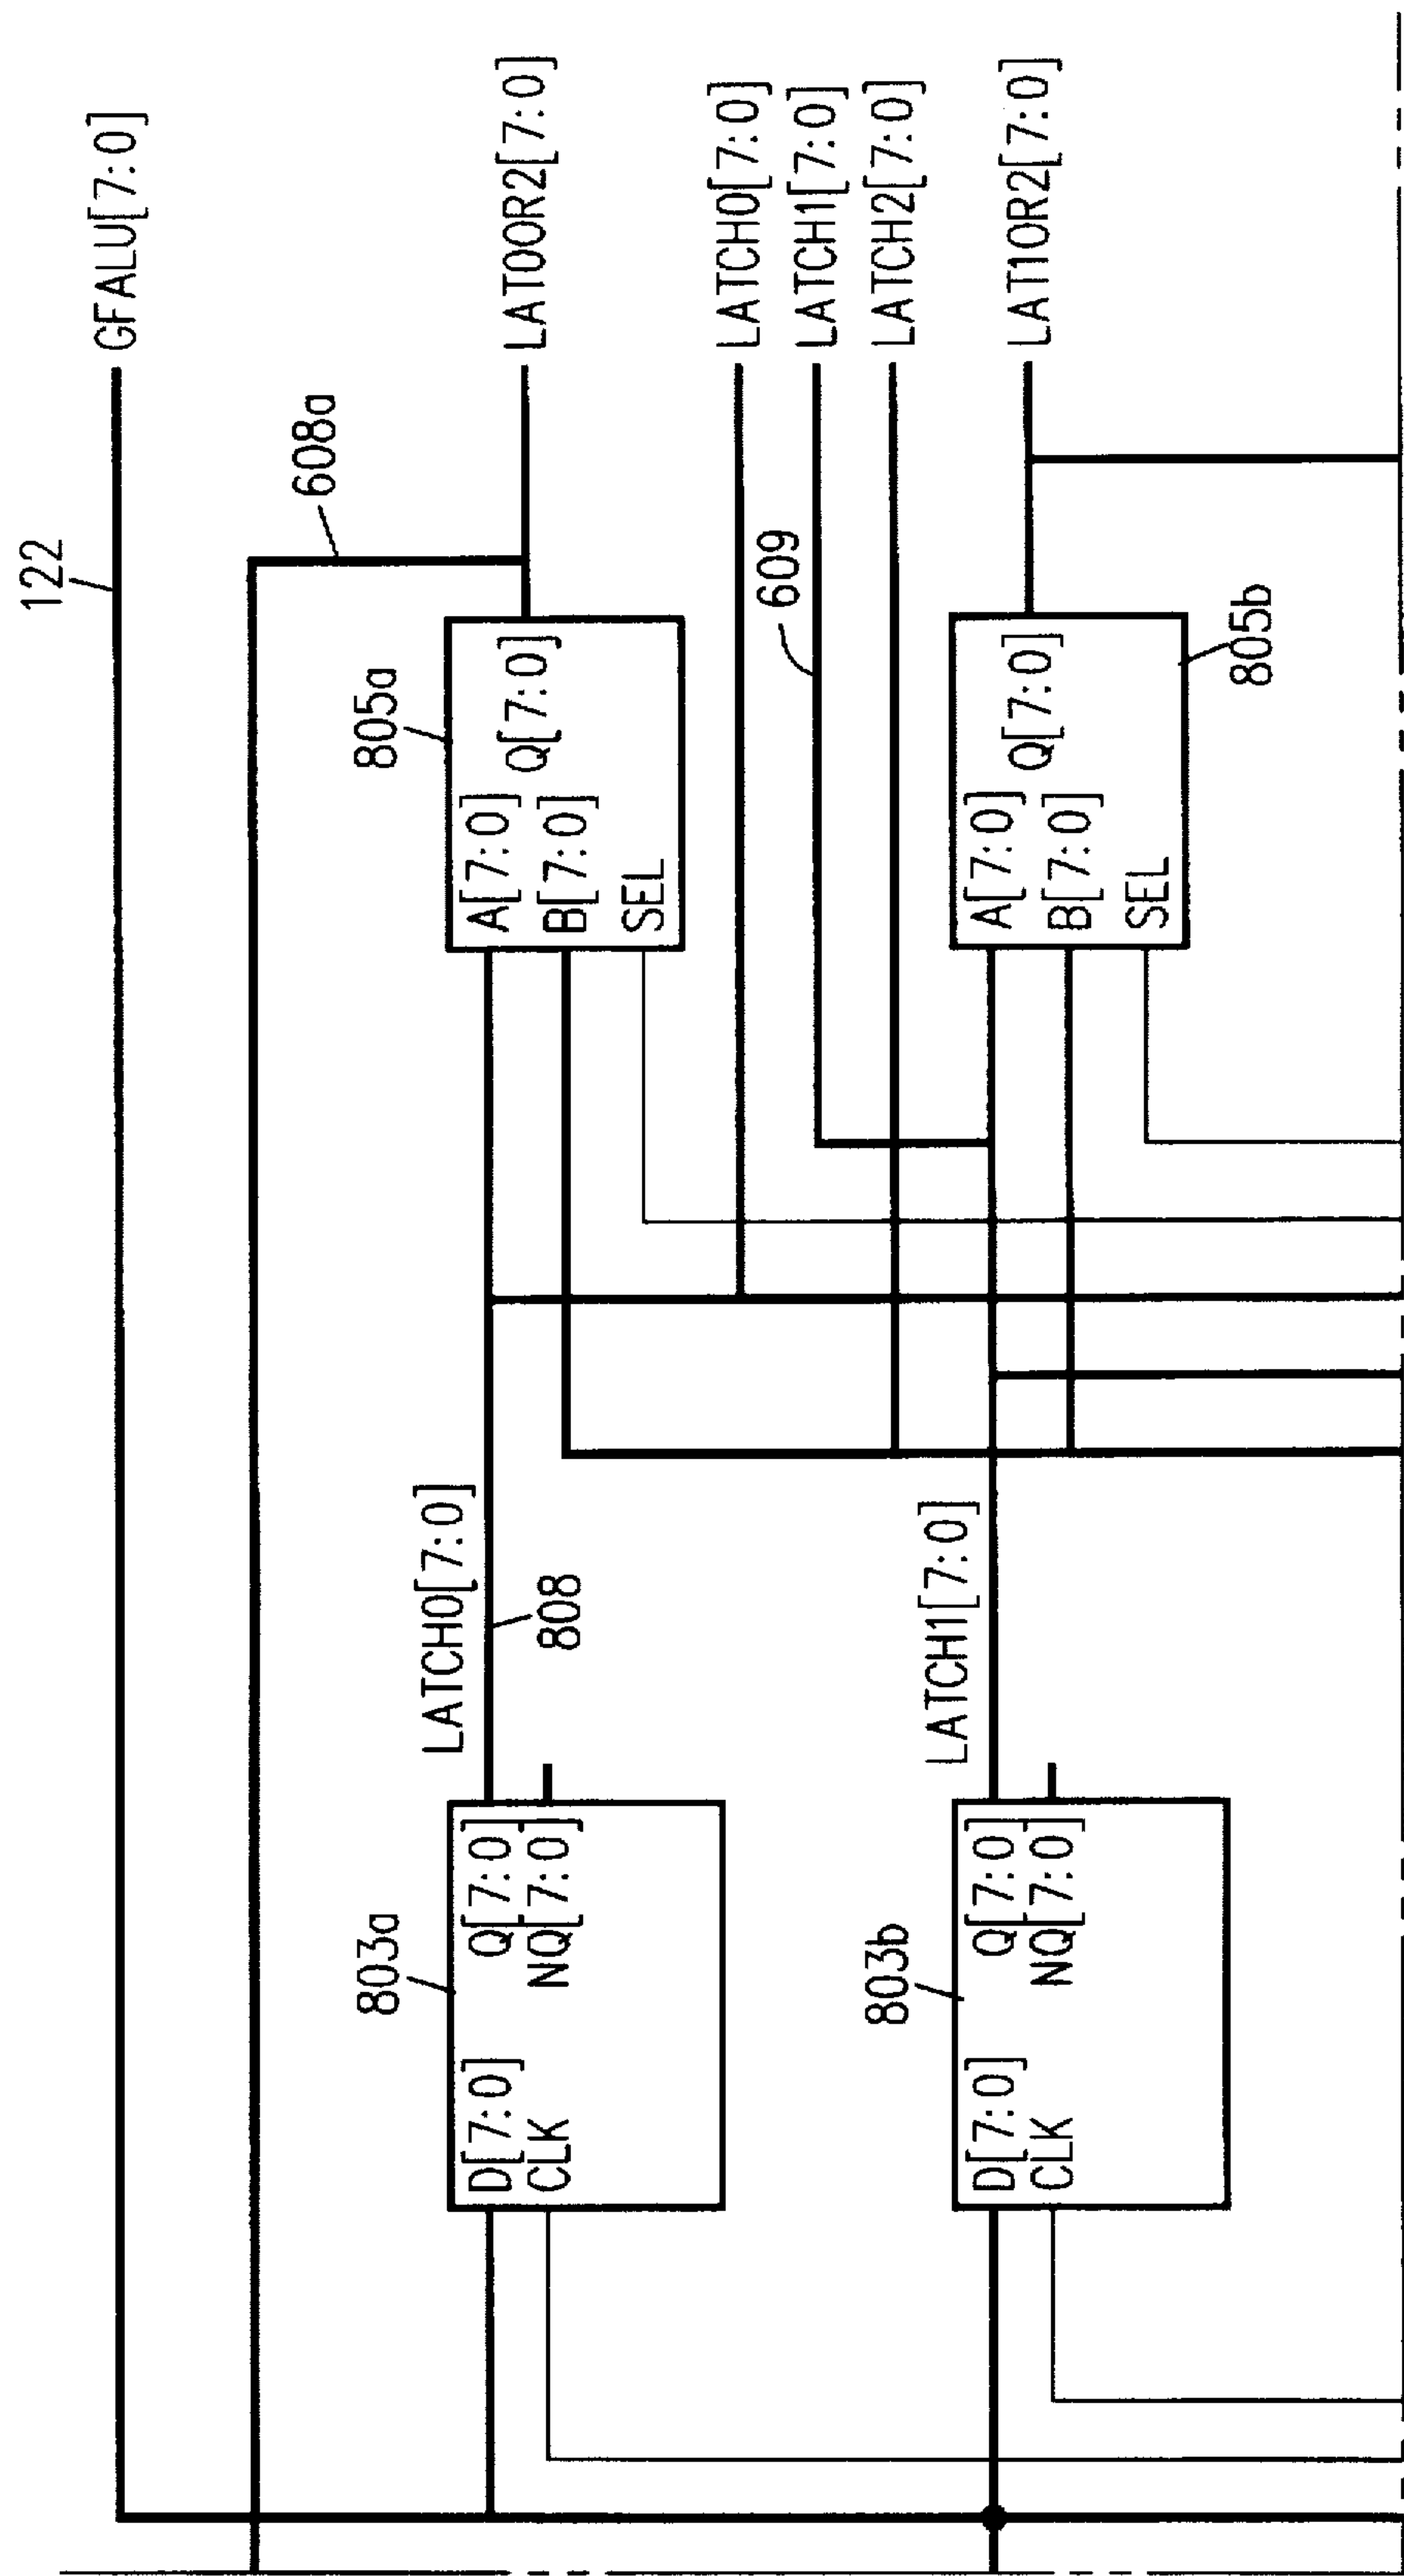 122
GFALU[7:0]
608a
LAT0OR2[7:0]
805a
A[7:0]
B[7:0]
SEL
Q[7:0]
LATCH0[7:0]
LATCH1[7:0]
LATCH2[7:0]
609
LAT1OR2[7:0]
805b
A[7:0]
B[7:0]
SEL
Q[7:0]
LATCH0[7:0]
808
803a
D[7:0]
CLK
Q[7:0]
NQ[7:0]
LATCH1[7:0]
803b
D[7:0]
CLK
Q[7:0]
NQ[7:0]